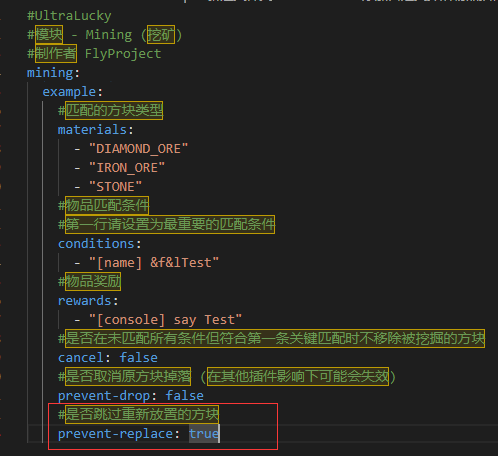 #UltraLucky
#模块 - Mining (挖矿)
#制作者 FlyProject
mining:
example:
#匹配的方块类型
materials:
- "DIAMOND_ORE"
- "IRON_ORE"
- "STONE"
#物品匹配条件
#第一行请设置为最重要的匹配条件
conditions:
- "[name] &f&lTest"
#物品奖励
rewards:
- "[console] say Test"
#是否在未匹配所有条件但符合第一条关键匹配时不移除被挖掘的方块
cancel: false
#是否取消原方块掉落 (在其他插件影响下可能会失效)
prevent-drop: false
#是否跳过重新放置的方块
prevent-replace: true